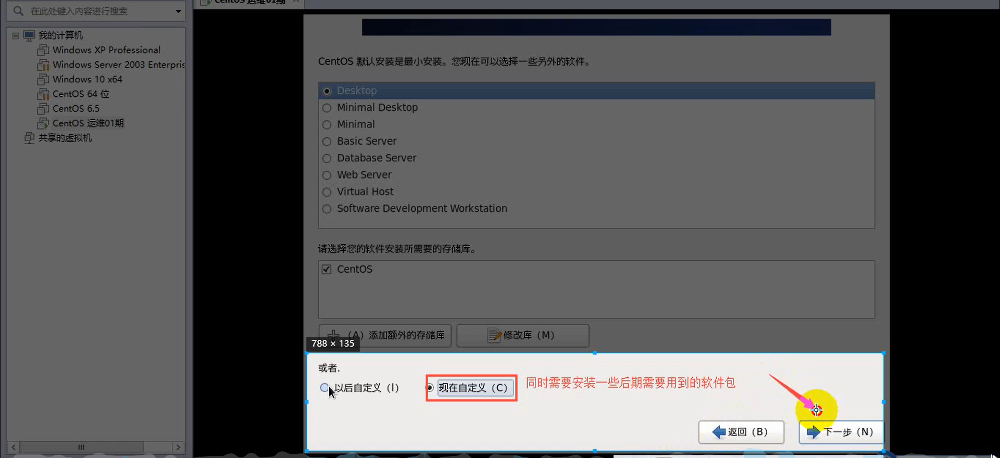 CentOS 运维01期
在此处键入内容进行搜索
我的计算机
Windows XP Professional
Windows Server 2003 Enterpris
Windows 10 x64
CentOS 64 位
CentOS 6.5
CentOS 运维01期
共享的虚拟机
CentOS 默认安装是最小安装。您现在可以选择一些另外的软件。
Desktop
Minimal Desktop
Minimal
Basic Server
Database Server
Web Server
Virtual Host
Software Development Workstation
请选择您的软件安装所需要的存储库。
CentOS
（A）添加额外的存储库
修改库（M）
788 × 135
或者.
以后自定义（l）
现在自定义（C）
同时需要安装一些后期需要用到的软件包
返回（B）
下一步（N）